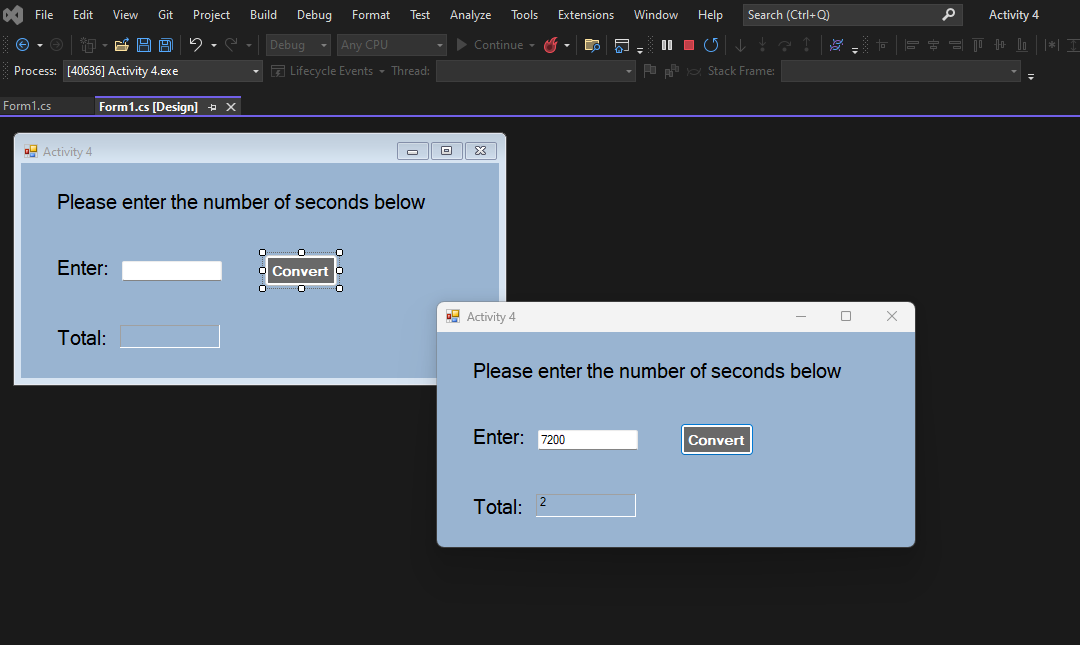 File Edit View Git Project Build Debug Format Test Analyze Tools Extensions Window Help Search (Ctrl+Q) Activity 4
Debug Any CPU Continue
Process: [40636] Activity 4.exe Lifecycle Events Thread: Stack Frame:
Form1.cs Form1.cs [Design]
Activity 4
Please enter the number of seconds below
Enter: Convert
Total:
Activity 4
Please enter the number of seconds below
Enter: 7200 Convert
Total: 2